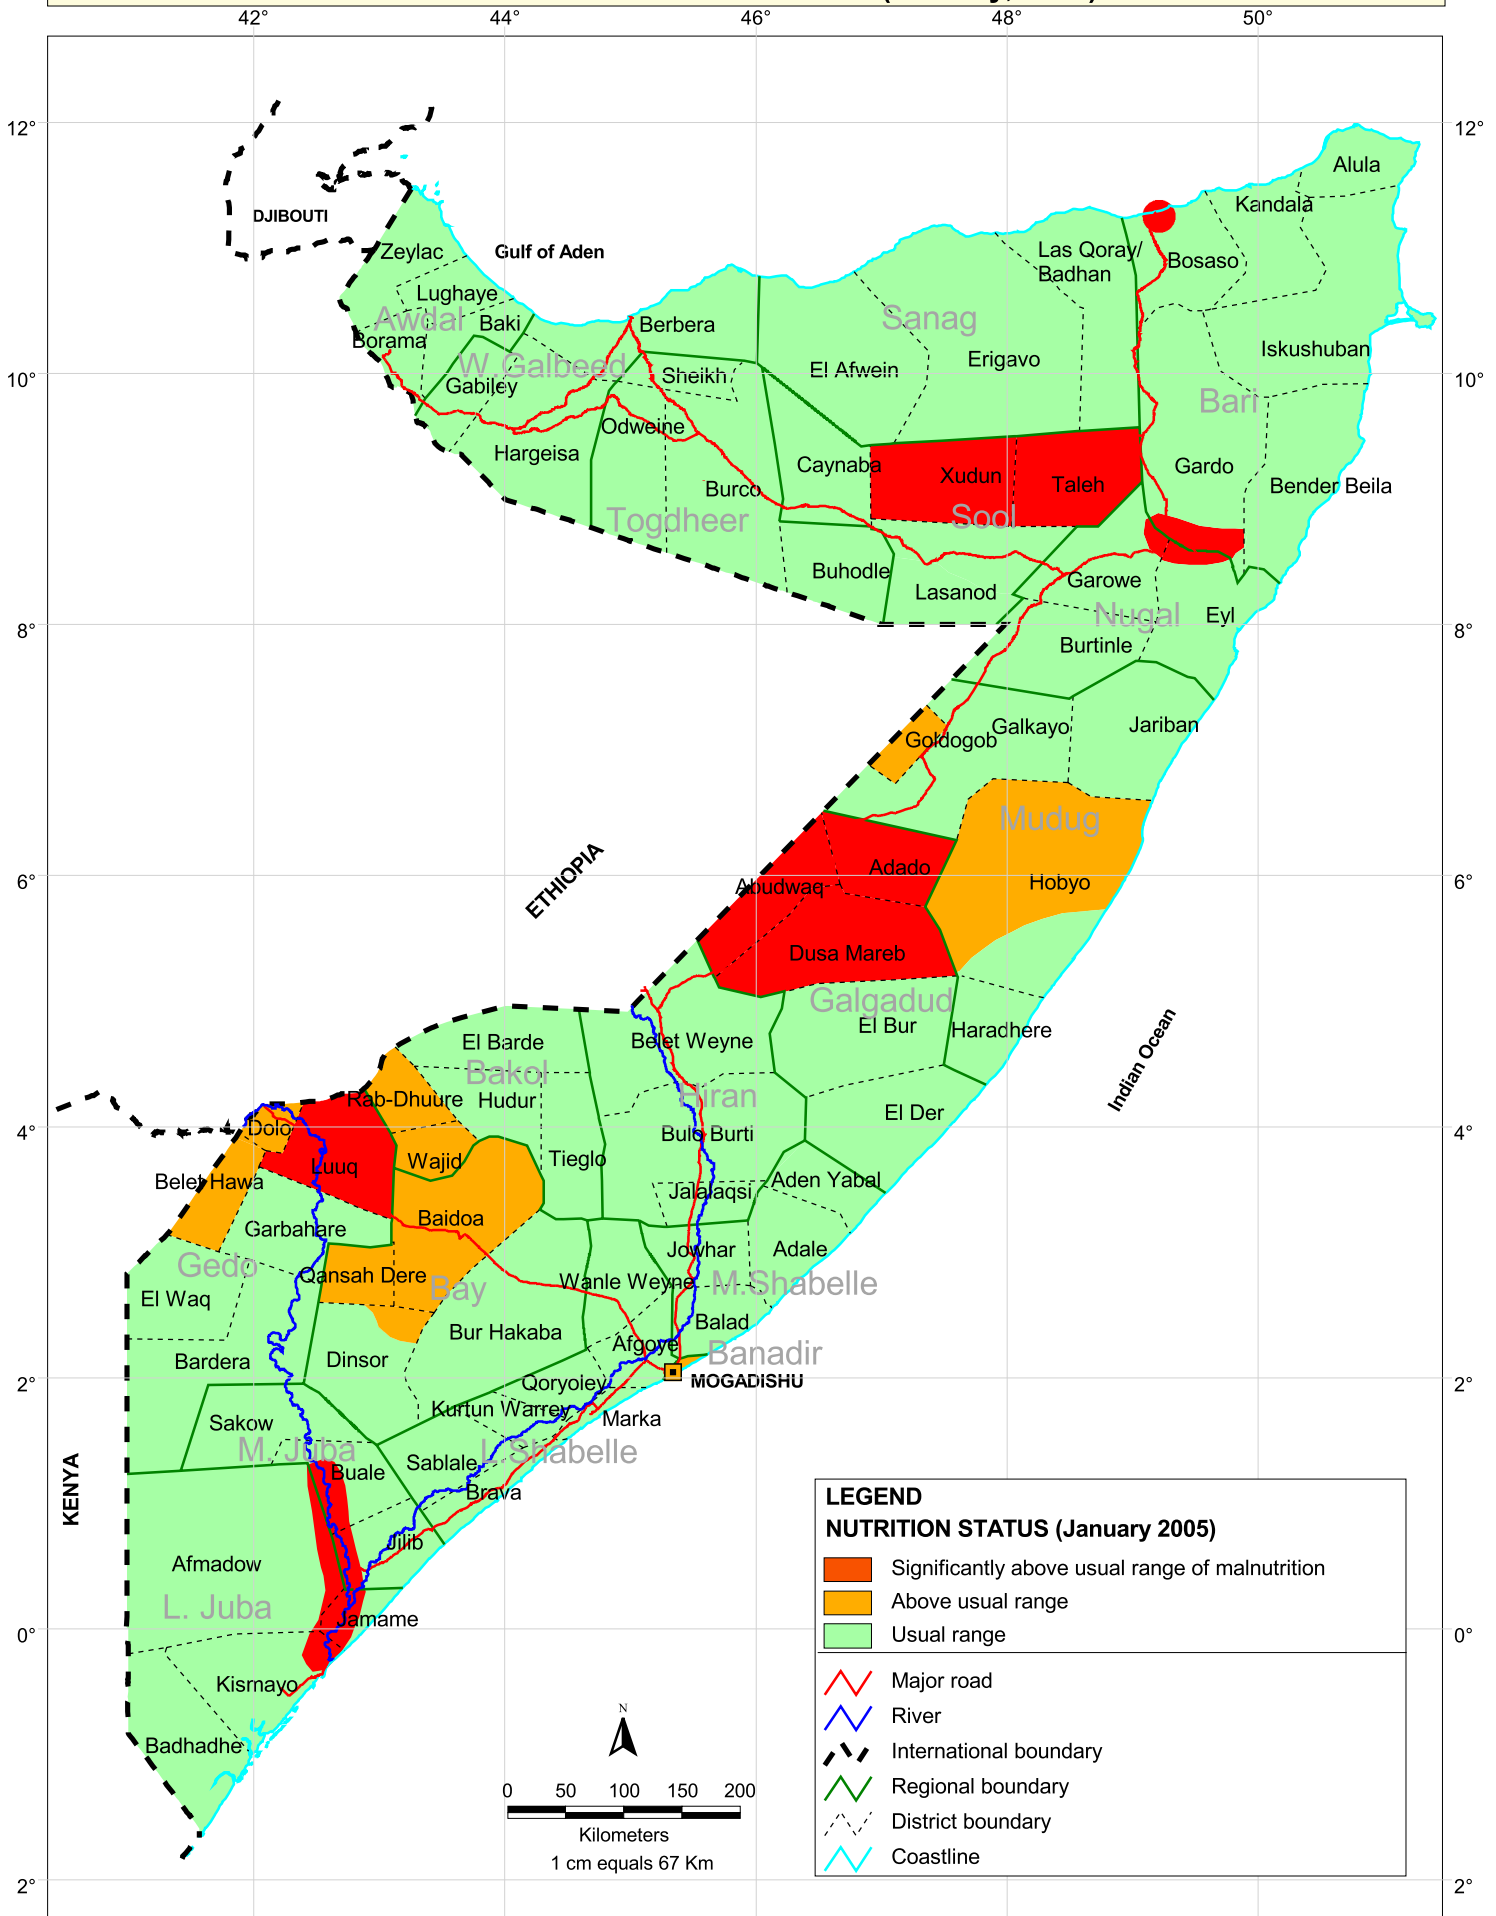 42°
44°
46°
48°
50°
12°
12°
Alula
Kandala
DJIBOUTI
Zeylac
Gulf of Aden
Las Qoray/
Badhan
Bosaso
Lughaye
Awdal
Baki
Berbera
Sanag
Borama
W.Galbeed
Iskushuban
El Afwein
Erigavo
10°
10°
Sheikh
Gabiley
Bari
Odweine
Hargeisa
Caynaba
Xudun
Taleh
Gardo
Burco
Bender Beila
Togdheer
Sool
Buhodle
Garowe
Lasanod
Nugal
Eyl
8°
8°
Burtinle
Galkayo
Jariban
Goldogob
Mudug
ETHIOPIA
Adado
6°
6°
Abudwaq
Hobyo
Dusa Mareb
Galgadud
El Bur
Haradhere
Indian Ocean
El Barde
Belet Weyne
Bakol
Hiran
Rab-Dhuure
Hudur
El Der
4°
4°
Dolo
Bulo Burti
Luuq
Wajid
Tieglo
Belet Hawa
Jalalaqsi
Aden Yabal
Garbahare
Baidoa
Jowhar
Adale
Gedo
Qansah Dere
Bay
Wanle Weyne
M.Shabelle
El Waq
Balad
Bur Hakaba
Afgoye
Banadir
Bardera
Dinsor
2°
2°
Qoryoley
MOGADISHU
Kurtun Warrey
Marka
Sakow
M. Juba
L.Shabelle
Buale
Sablale
KENYA
Brava
Jilib
Afmadow
L. Juba
Jamame
0°
0°
Kismayo
Badhadhe
2°
2°
N
0 50 100 150 200
Kilometers
1 cm equals 67 Km
LEGEND
NUTRITION STATUS (January 2005)
Significantly above usual range of malnutrition
Above usual range
Usual range
Major road
River
International boundary
Regional boundary
District boundary
Coastline